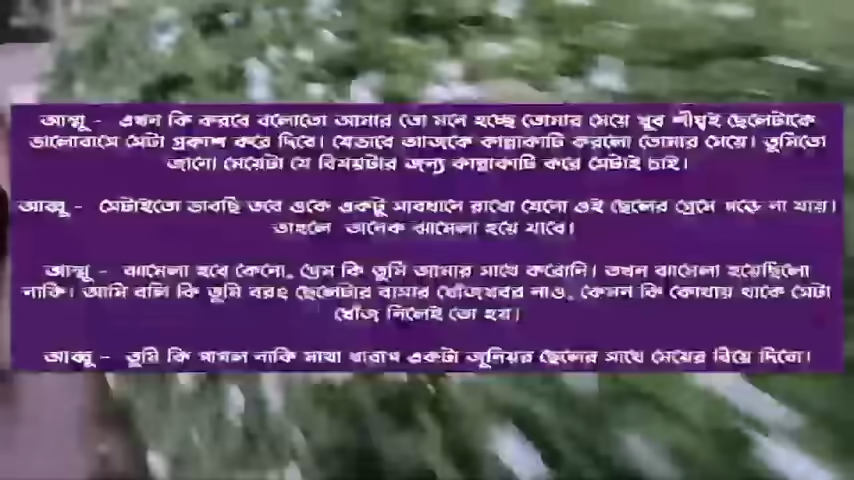 আম্মু - এখন কি করবে বলোতো আমার তো মনে হচ্ছে তোমার মেয়ে খুব শীঘ্রই ছেলেটাকে
ভালোবাসে সেটা প্রকাশ করে দিবে। যেভাবে আজকে কান্নাকাটি করলো তোমার মেয়ে। তুমিতো
জানো মেয়েটা যে বিষয়টার জন্য কান্নাকাটি করে সেটাই চাই।
আব্বু - সেটাইতো ভাবছি তবে ওকে একটু সাবধানে রাখো যেনো ওই ছেলের প্রেমে পড়ে না যায়।
তাহলে অনেক ঝামেলা হয়ে যাবে।
আম্মু - ঝামেলা হবে কেনো, প্রেম কি তুমি আমার সাথে করোনি। তখন ঝামেলা হয়েছিলো
নাকি। আমি বলি কি তুমি বরং ছেলেটার বাসার খোঁজখবর নাও, কেমন কি কোথায় থাকে সেটা
খোঁজ নিলেই তো হয়।
আব্বু - তুমি কি পাগল নাকি মাথা খারাপ একটা জুনিয়র ছেলের সাথে মেয়ের বিয়ে দিবো।